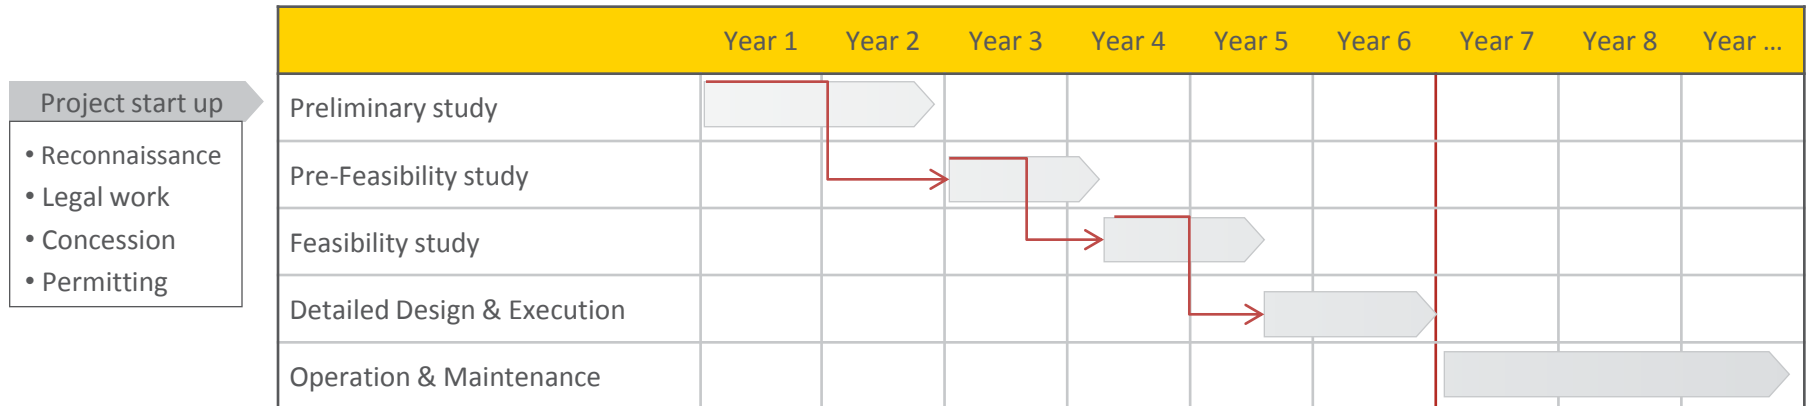 Year 1 Year 2 Year 3 Year 4 Year 5 Year 6 Year 7 Year 8 Year ...
Project start up
• Reconnaissance
• Legal work
• Concession
• Permitting
Preliminary study
Pre-Feasibility study
Feasibility study
Detailed Design & Execution
Operation & Maintenance